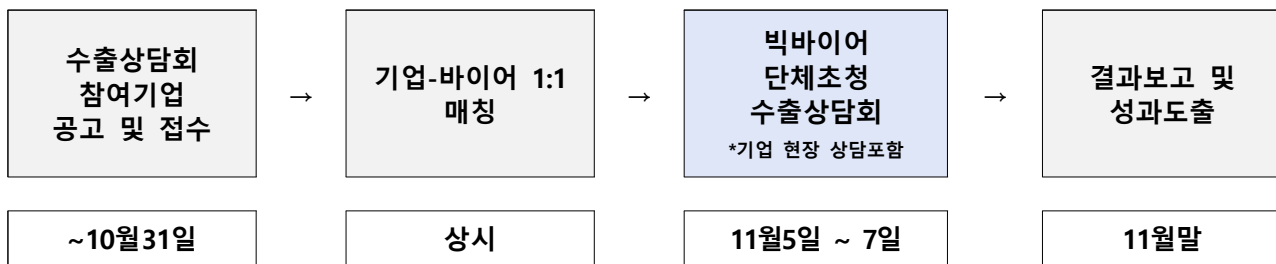 수출상담회
참여기업
공고 및 접수
→
기업-바이어 1:1
매칭
→
빅바이어
단체초청
수출상담회
*기업 현장 상담포함
→
결과보고 및
성과도출
~10월31일
상시
11월5일 ~ 7일
11월말